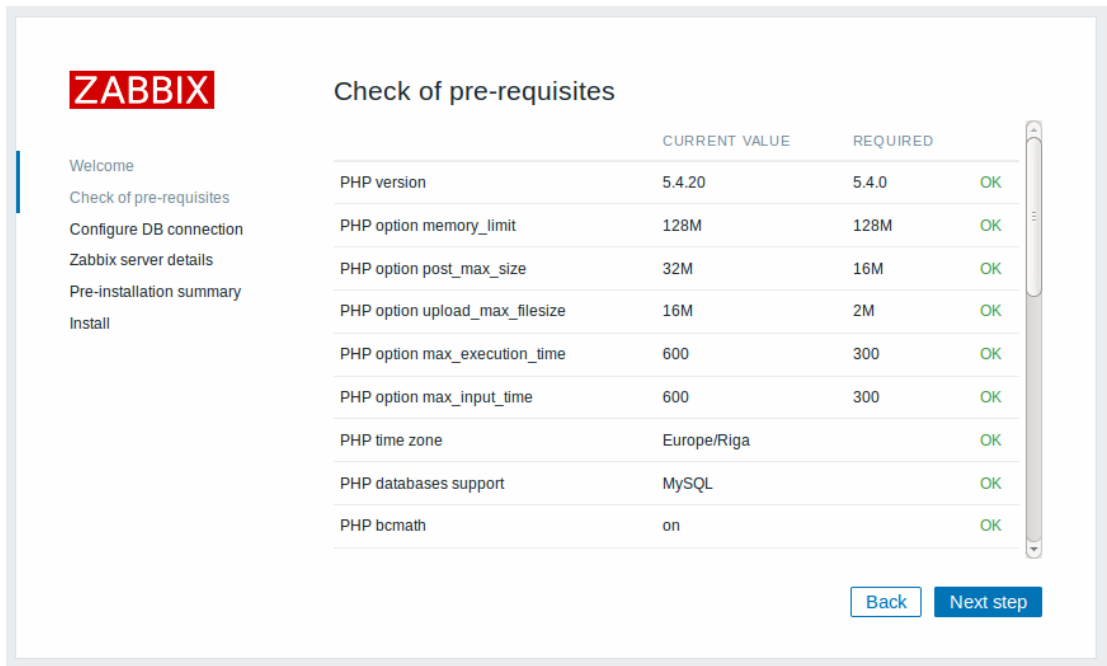 ZABBIX
Welcome
Check of pre-requisites
Configure DB connection
Zabbix server details
Pre-installation summary
Install
Check of pre-requisites
CURRENT VALUE REQUIRED
PHP version 5.4.20 5.4.0 OK
PHP option memory_limit 128M 128M OK
PHP option post_max_size 32M 16M OK
PHP option upload_max_filesize 16M 2M OK
PHP option max_execution_time 600 300 OK
PHP option max_input_time 600 300 OK
PHP time zone Europe/Riga OK
PHP databases support MySQL OK
PHP bcmath on OK
Back Next step